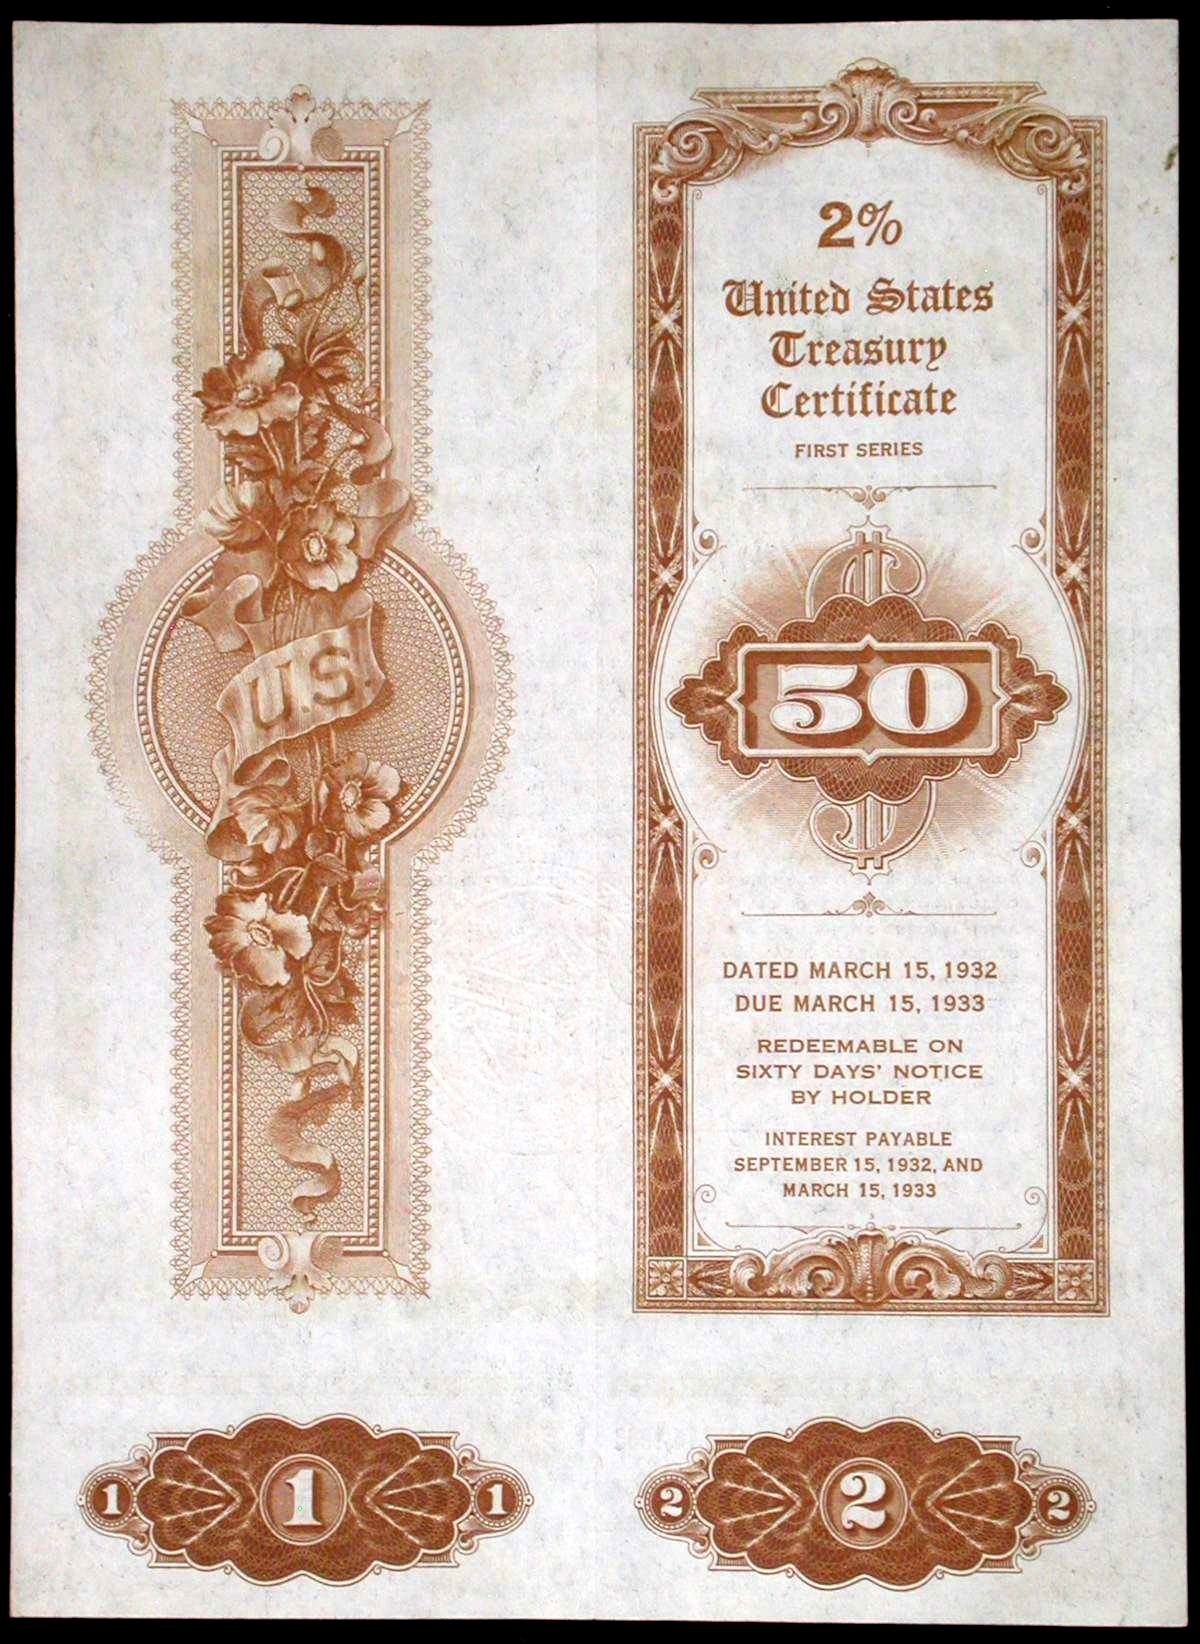 U.S.
2%
United States
Treasury
Certificate
FIRST SERIES
$
50
DATED MARCH 15, 1932
DUE MARCH 15, 1933
REDEEMABLE ON
SIXTY DAYS' NOTICE
BY HOLDER
INTEREST PAYABLE
SEPTEMBER 15, 1932, AND
MARCH 15, 1933
1 1 1
2 2 2